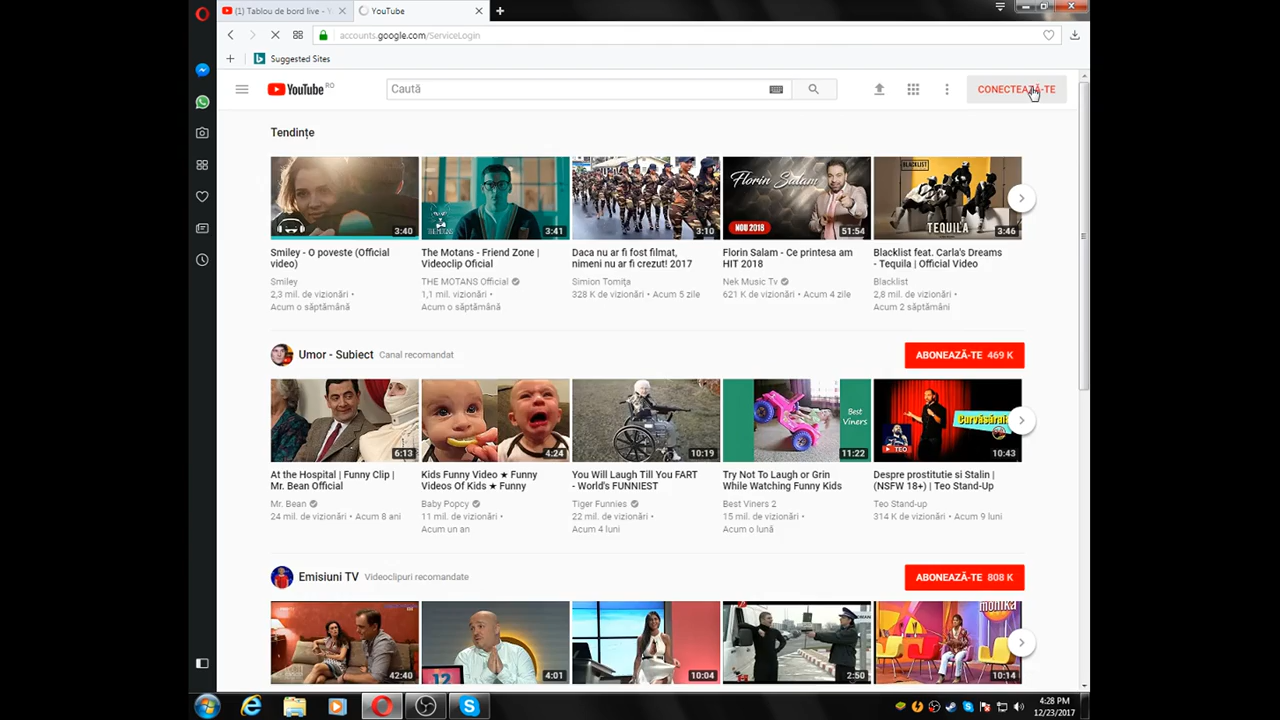 (1) Tablou de bord live - Y
YouTube
accounts.google.com/ServiceLogin
Suggested Sites
YouTube RO
Caută
CONECTEAZĂ-TE
Tendințe
3:40
3:41
3:10
Florin Salam
NOU 2018
51:54
BLACKLIST
TEQUILA
3:46
Smiley - O poveste (Official
video)
Smiley
2,3 mil. de vizionări •
Acum o săptămână
The Motans - Friend Zone |
Videoclip Oficial
THE MOTANS Official
1,1 mil. de vizionări •
Acum o săptămână
Daca nu ar fi fost filmat,
nimeni nu ar fi crezut! 2017
Simion Tomița
328 K de vizionări • Acum 5 zile
Florin Salam - Ce printesa am
HIT 2018
Nek Music Tv
621 K de vizionări • Acum 4 zile
Blacklist feat. Carla's Dreams
- Tequila | Official Video
Blacklist
2,8 mil. de vizionări •
Acum 2 săptămâni
Umor - Subiect Canal recomandat
ABONEAZĂ-TE 469 K
6:13
4:24
10:19
Best
Viners
11:22
TEO
10:43
At the Hospital | Funny Clip |
Mr. Bean Official
Mr. Bean
24 mil. de vizionări • Acum 8 ani
Kids Funny Video ★ Funny
Videos Of Kids ★ Funny
Baby Popcy
11 mil. de vizionări •
Acum un an
You Will Laugh Till You FART
- World's FUNNIEST
Tiger Funnies
22 mil. de vizionări •
Acum 4 luni
Try Not To Laugh or Grin
While Watching Funny Kids
Best Viners 2
15 mil. de vizionări •
Acum o lună
Despre prostitutie si Stalin |
(NSFW 18+) | Teo Stand-Up
Teo Stand-up
314 K de vizionări • Acum 9 luni
Emisiuni TV Videoclipuri recomandate
ABONEAZĂ-TE 808 K
42:40
12
4:01
10:04
2:50
monika
10:14
4:28 PM
12/23/2017